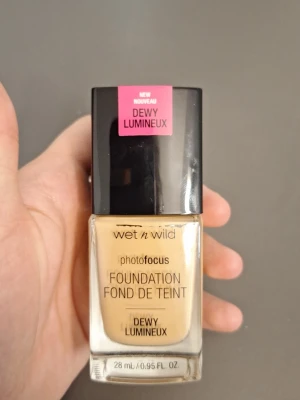 NEW
NOUVEAU
DEWY
LUMINEUX
wet n wild
photofocus
FOUNDATION
FOND DE TEINT
DEWY
LUMINEUX
28 mL / 0.95 FL. OZ.